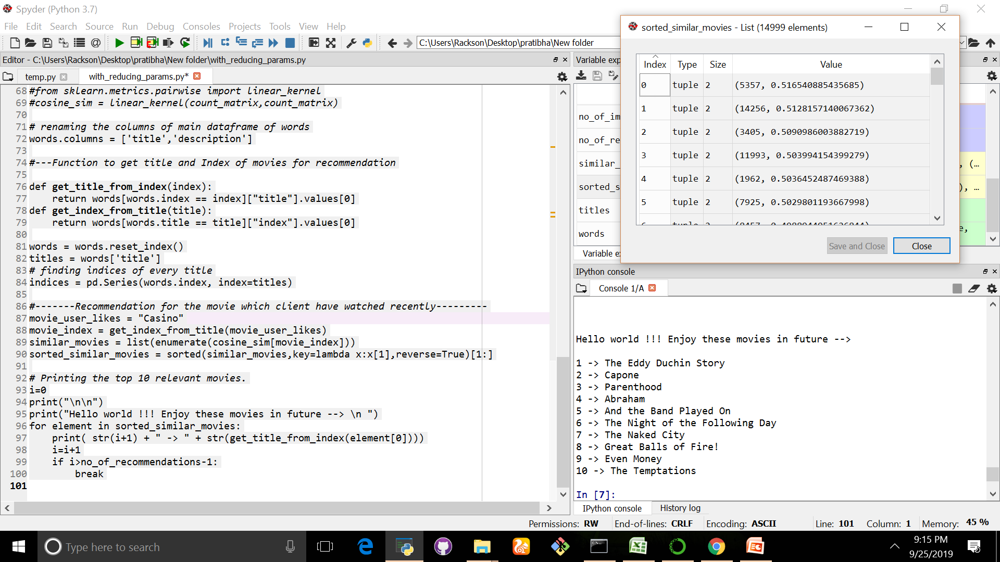 Spyder (Python 3.7)
File Edit Search Source Run Debug Consoles Projects Tools View Help
C:\Users\Rackson\Desktop\pratibha\New folder
Editor - C:\Users\Rackson\Desktop\pratibha\New folder\with_reducing_params.py
temp.py
with_reducing_params.py*
68 #from sklearn.metrics.pairwise import linear_kernel
69 #cosine_sim = linear_kernel(count_matrix,count_matrix)
70
71 # renaming the columns of main dataframe of words
72 words.columns = ['title','description']
73
74 #---Function to get title and Index of movies for recommendation
75
76 def get_title_from_index(index):
77     return words[words.index == index]["title"].values[0]
78 def get_index_from_title(title):
79     return words[words.title == title]["index"].values[0]
80
81 words = words.reset_index()
82 titles = words['title']
83 # finding indices of every title
84 indices = pd.Series(words.index, index=titles)
85
86 #-------Recommendation for the movie which client have watched recently---------
87 movie_user_likes = "Casino"
88 movie_index = get_index_from_title(movie_user_likes)
89 similar_movies = list(enumerate(cosine_sim[movie_index]))
90 sorted_similar_movies = sorted(similar_movies,key=lambda x:x[1],reverse=True)[1:]
91
92 # Printing the top 10 relevant movies.
93 i=0
94 print("\n\n")
95 print("Hello world !!! Enjoy these movies in future --> \n ")
96 for element in sorted_similar_movies:
97     print( str(i+1) + " -> " + str(get_title_from_index(element[0])))
98     i=i+1
99     if i>no_of_recommendations-1:
100         break
101
Variable exp
no_of_im
no_of_re
similar_
, (…
sorted_s
), …
titles
words
e,
Variable e
sorted_similar_movies - List (14999 elements)
Index Type Size Value
0 tuple 2 (5357, 0.516540885435685)
1 tuple 2 (14256, 0.5128157140067362)
2 tuple 2 (3405, 0.5090986003882719)
3 tuple 2 (11993, 0.503994154399279)
4 tuple 2 (1962, 0.5036452487469388)
5 tuple 2 (7925, 0.5029801193667998)
Save and Close
Close
IPython console
Console 1/A
Hello world !!! Enjoy these movies in future -->
1 -> The Eddy Duchin Story
2 -> Capone
3 -> Parenthood
4 -> Abraham
5 -> And the Band Played On
6 -> The Night of the Following Day
7 -> The Naked City
8 -> Great Balls of Fire!
9 -> Even Money
10 -> The Temptations
In [7]:
IPython console
History log
Permissions: RW End-of-lines: CRLF Encoding: ASCII Line: 101 Column: 1 Memory: 45 %
Type here to search
9:15 PM
9/25/2019